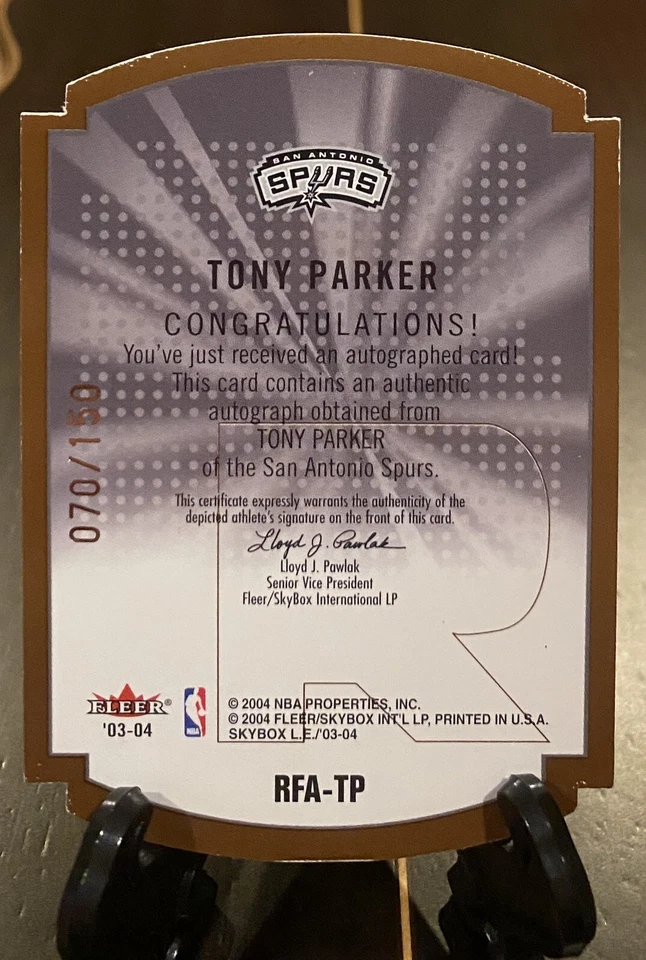 SAN ANTONIO
SPURS
TONY PARKER
CONGRATULATIONS!
You've just received an autographed card!
This card contains an authentic
autograph obtained from
TONY PARKER
of the San Antonio Spurs.
This certificate expressly warrants the authenticity of the
depicted athlete's signature on the front of this card.
Lloyd J. Pawlak
Lloyd J. Pawlak
Senior Vice President
Fleer/SkyBox International LP
070/150
R
FLEER®
'03-04
NBA
© 2004 NBA PROPERTIES, INC.
© 2004 FLEER/SKYBOX INT'L LP, PRINTED IN U.S.A.
SKYBOX L.E./'03-04
RFA-TP